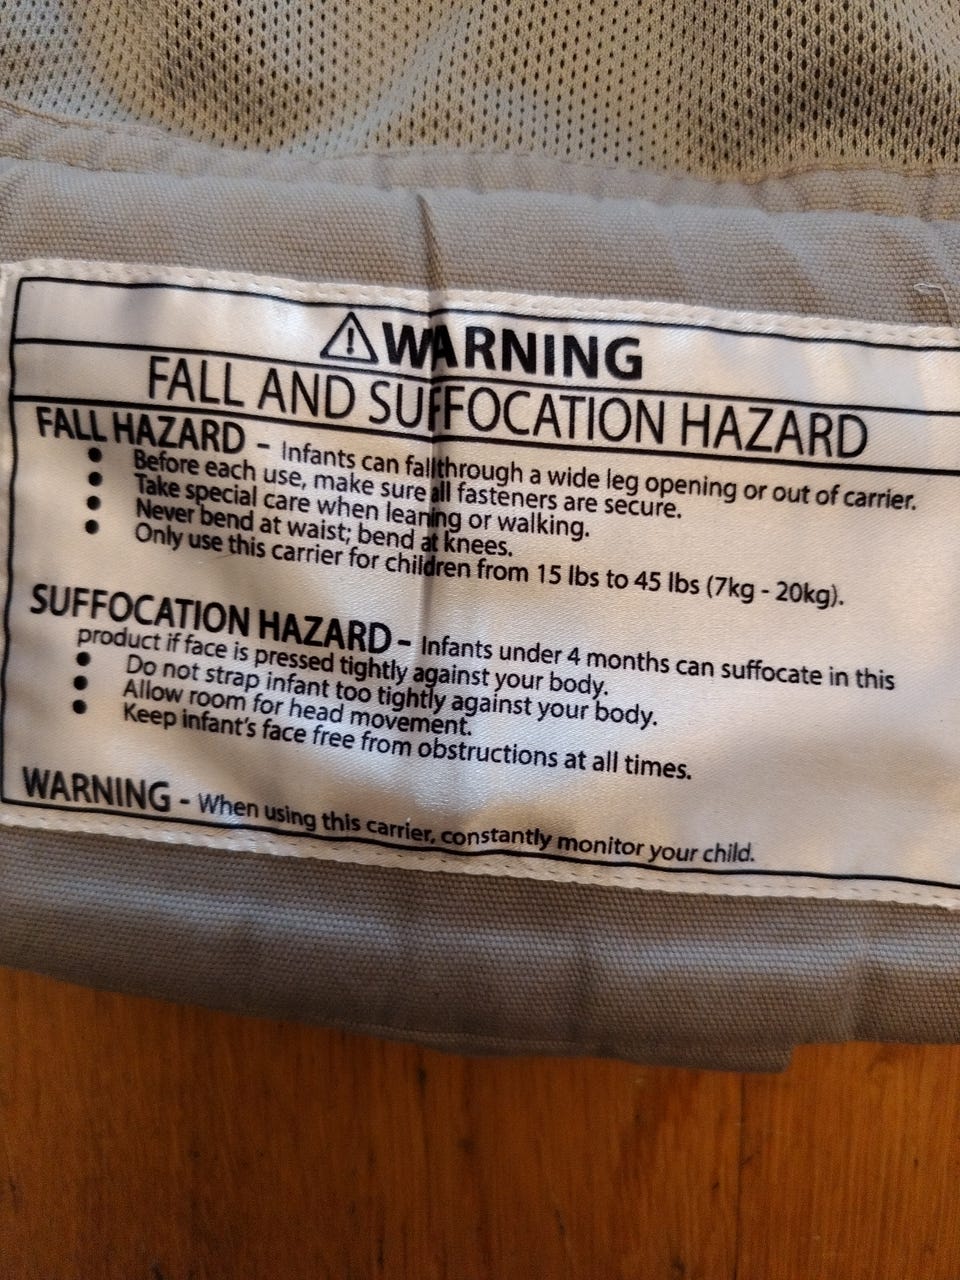 ⚠WARNING
FALL AND SUFFOCATION HAZARD
FALL HAZARD – Infants can fall through a wide leg opening or out of carrier.
• Before each use, make sure all fasteners are secure.
• Take special care when leaning or walking.
• Never bend at waist; bend at knees.
• Only use this carrier for children from 15 lbs to 45 lbs (7kg - 20kg).
SUFFOCATION HAZARD – Infants under 4 months can suffocate in this
product if face is pressed tightly against your body.
• Do not strap infant too tightly against your body.
• Allow room for head movement.
• Keep infant's face free from obstructions at all times.
WARNING - When using this carrier, constantly monitor your child.